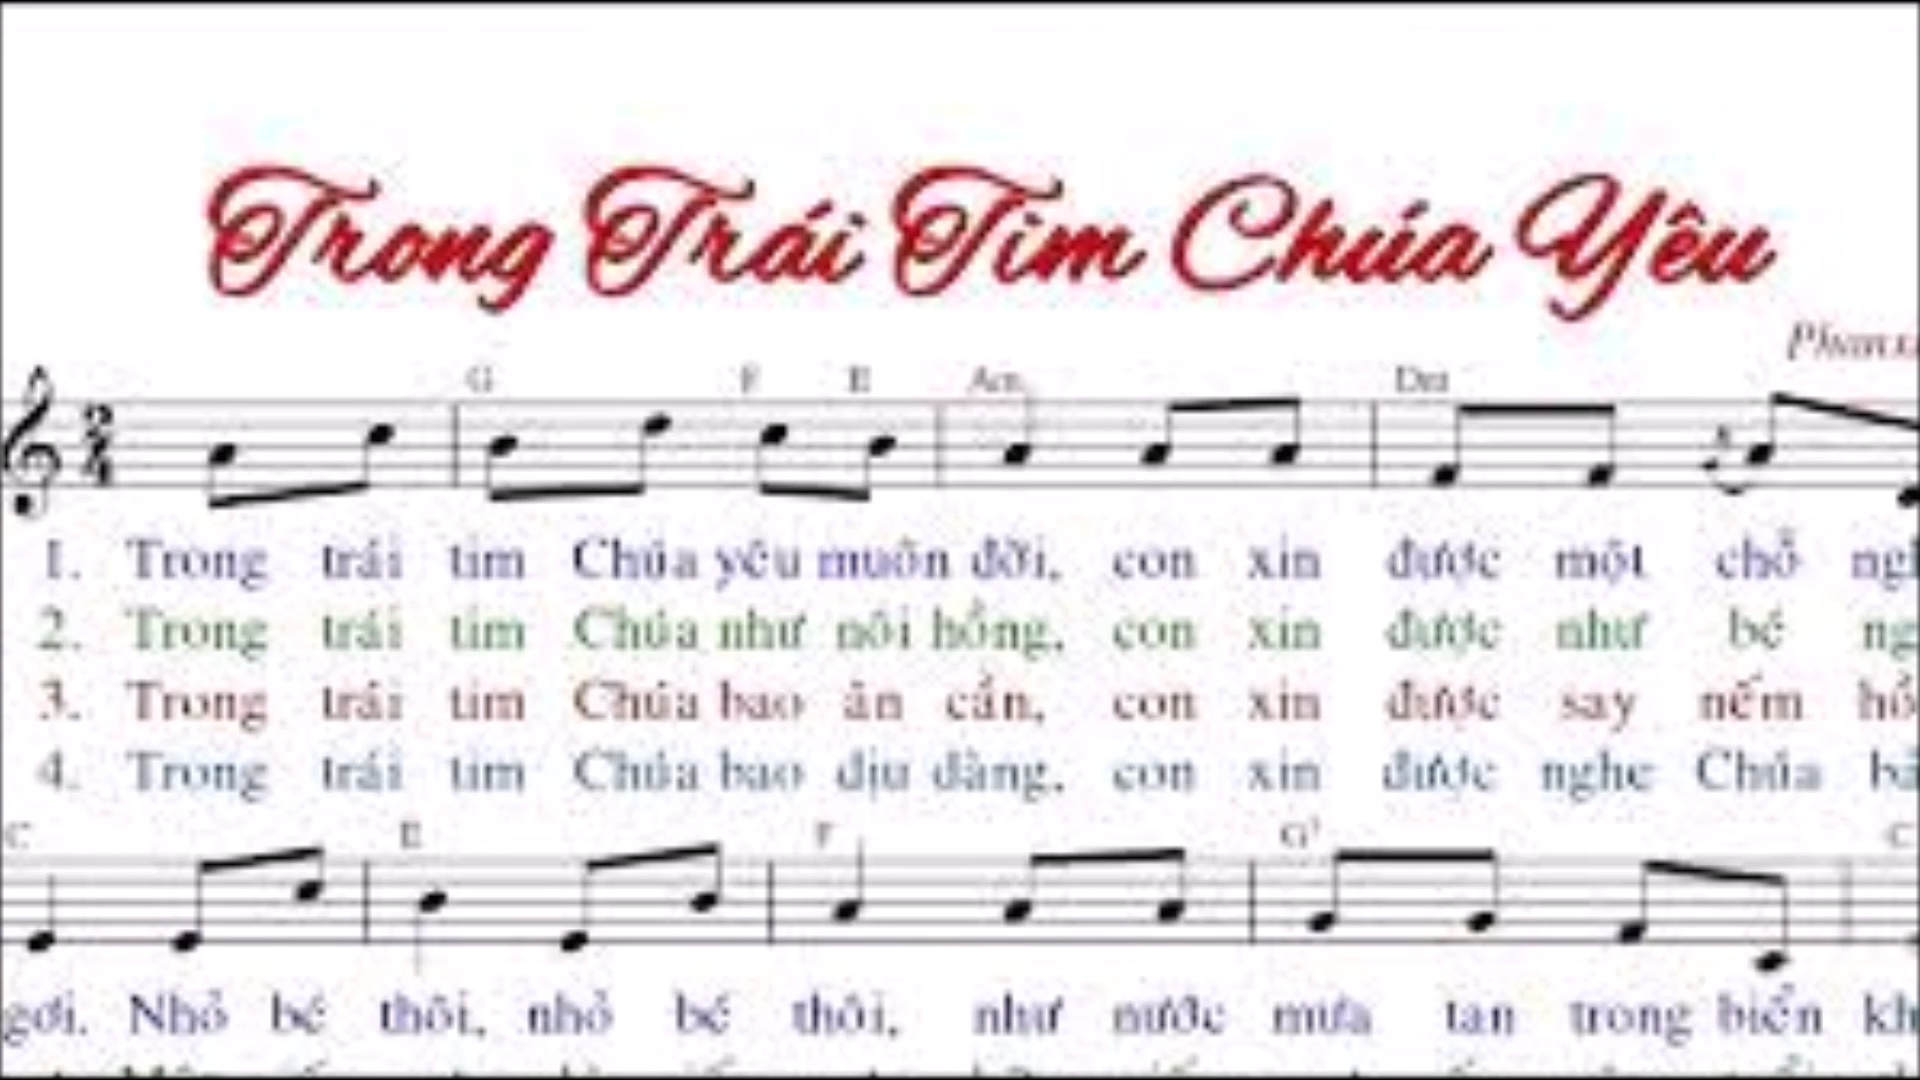 Trong Trái Tim Chúa Yêu
G F E Am Dm
1. Trong trái tim Chúa yêu muôn đời, con xin được một chỗ
2. Trong trái tim Chúa như nôi hồng, con xin được như bé
3. Trong trái tim Chúa bao ân cần, con xin được say nếm
4. Trong trái tim Chúa bao dịu dàng, con xin được nghe Chúa
C E F G7 C
gơi. Nhỏ bé thôi, nhỏ bé thôi, như nước mưa tan trong biển